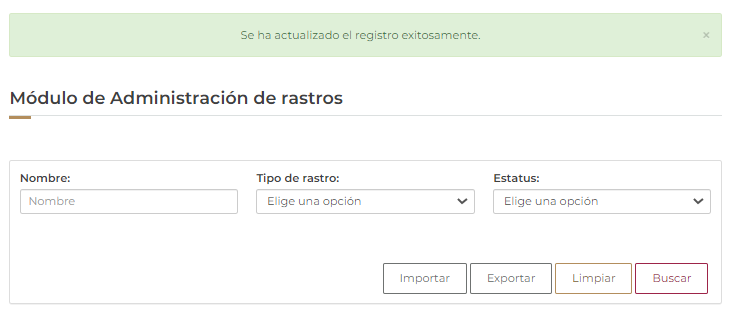 Se ha actualizado el registro exitosamente. ×
Módulo de Administración de rastros
Nombre: Tipo de rastro: Estatus:
Nombre Elige una opción Elige una opción
Importar Exportar Limpiar Buscar